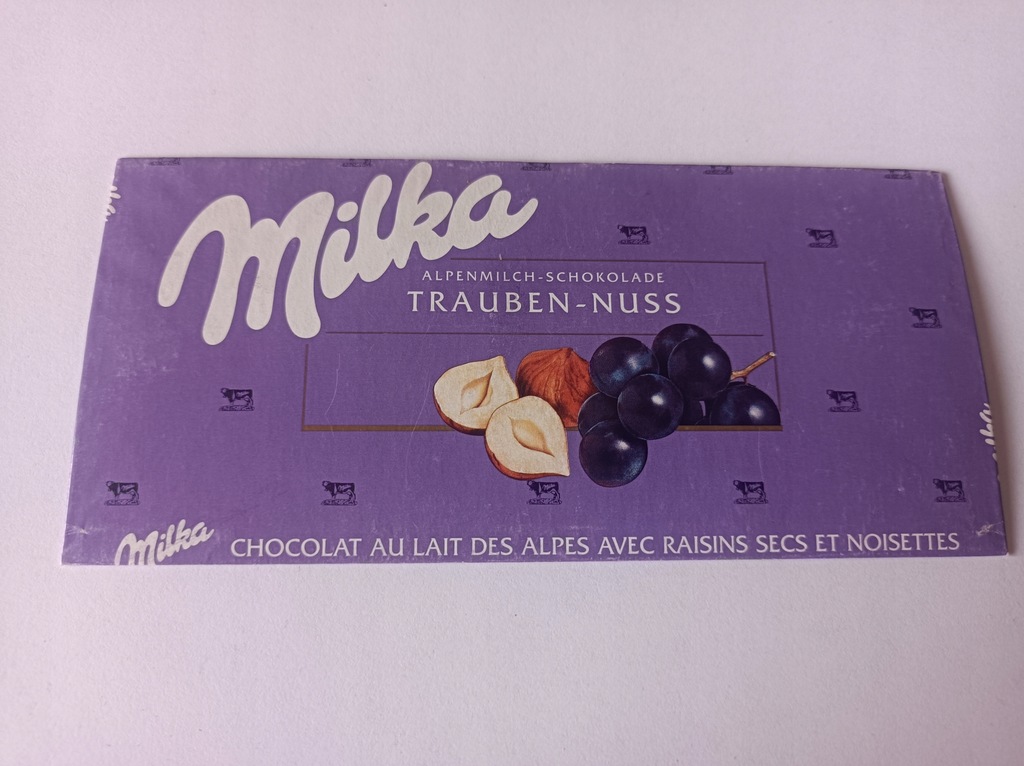 Milka
ALPENMILCH-SCHOKOLADE
TRAUBEN-NUSS
Milka CHOCOLAT AU LAIT DES ALPES AVEC RAISINS SECS ET NOISETTES